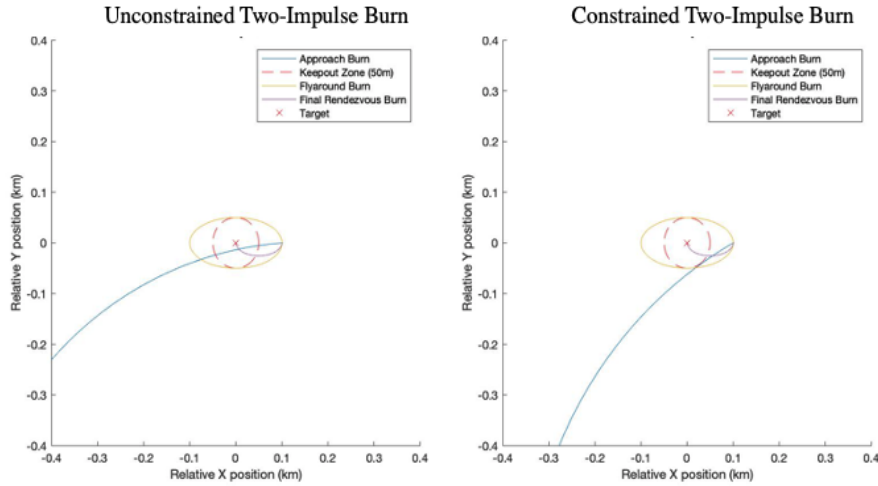 Unconstrained Two-Impulse Burn
0.4
0.3
0.2
0.1
0
-0.1
-0.2
-0.3
-0.4
Relative Y position (km)
Approach Burn
Keepout Zone (50m)
Flyaround Burn
Final Rendezvous Burn
Target
-0.4 -0.3 -0.2 -0.1 0 0.1 0.2 0.3 0.4
Relative X position (km)
Constrained Two-Impulse Burn
0.4
0.3
0.2
0.1
0
-0.1
-0.2
-0.3
-0.4
Relative Y position (km)
Approach Burn
Keepout Zone (50m)
Flyaround Burn
Final Rendezvous Burn
Target
-0.4 -0.3 -0.2 -0.1 0 0.1 0.2 0.3 0.4
Relative X position (km)